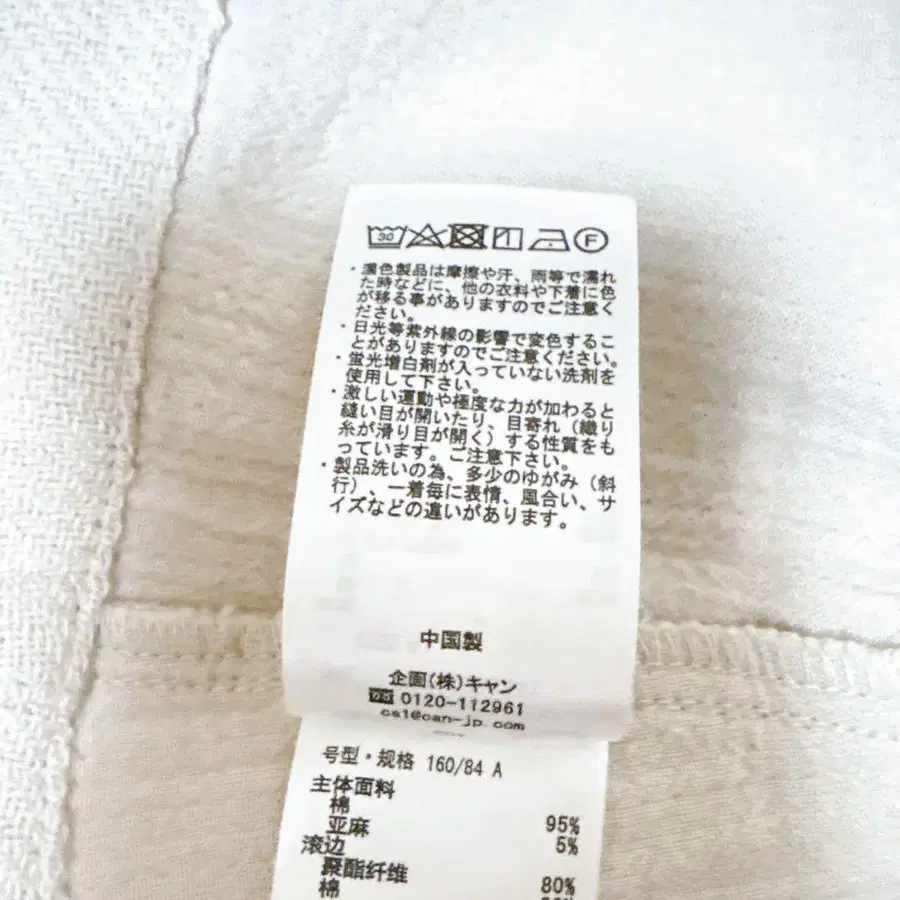 30 F
・濃色製品は摩擦や汗、雨等で濡れ
た時などに、他の衣料や下着に色
が移る事がありますのでご注意く
ださい。
・日光等紫外線の影響で変色するこ
とがありますのでご注意ください。
・蛍光増白剤が入っていない洗剤を
使用して下さい。
・激しい運動や極度な力が加わると
縫い目が開いたり、目寄れ（織り
糸が滑り目が開く）する性質をも
っています。ご注意下さい。
・製品洗いの為、多少のゆがみ（斜
行）、一着毎に表情、風合い、サ
イズなどの違いがあります。
中国製
企画(株)キャン
0120-112961
cs1@can-jp.com
号型・规格 160/84 A
主体面料
棉
亚麻 95%
滚边 5%
聚酯纤维
棉 80%